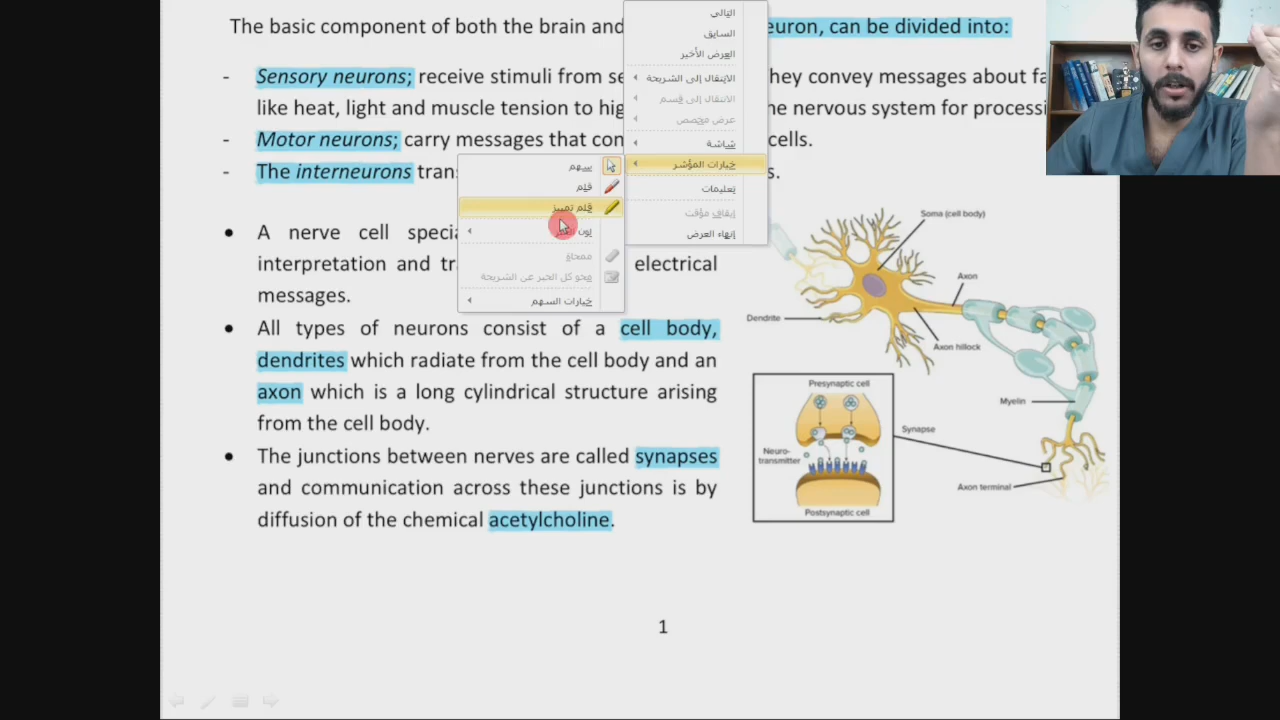 The basic component of both the brain and
euron, can be divided into:
- Sensory neurons; receive stimuli from se
hey convey messages about fa
like heat, light and muscle tension to hig
ne nervous system for processi
- Motor neurons; carry messages that con
cells.
- The interneurons tran
s.
• A nerve cell speci
interpretation and tr
electrical
messages.
• All types of neurons consist of a cell body,
dendrites which radiate from the cell body and an
axon which is a long cylindrical structure arising
from the cell body.
• The junctions between nerves are called synapses
and communication across these junctions is by
diffusion of the chemical acetylcholine.
التالي
السابق
العرض الأخير
الانتقال إلى الشريحة
الانتقال إلى قسم
عرض مخصص
شاشة
خيارات المؤشر
تعليمات
إيقاف مؤقت
إنهاء العرض
سهم
قلم
قلم تمييز
لون
ممحاة
محو كل الحبر عن الشريحة
خيارات السهم
Soma (cell body)
Axon
Dendrite
Axon hillock
Myelin
Synapse
Axon terminal
Presynaptic cell
Neuro-
transmitter
Postsynaptic cell
1